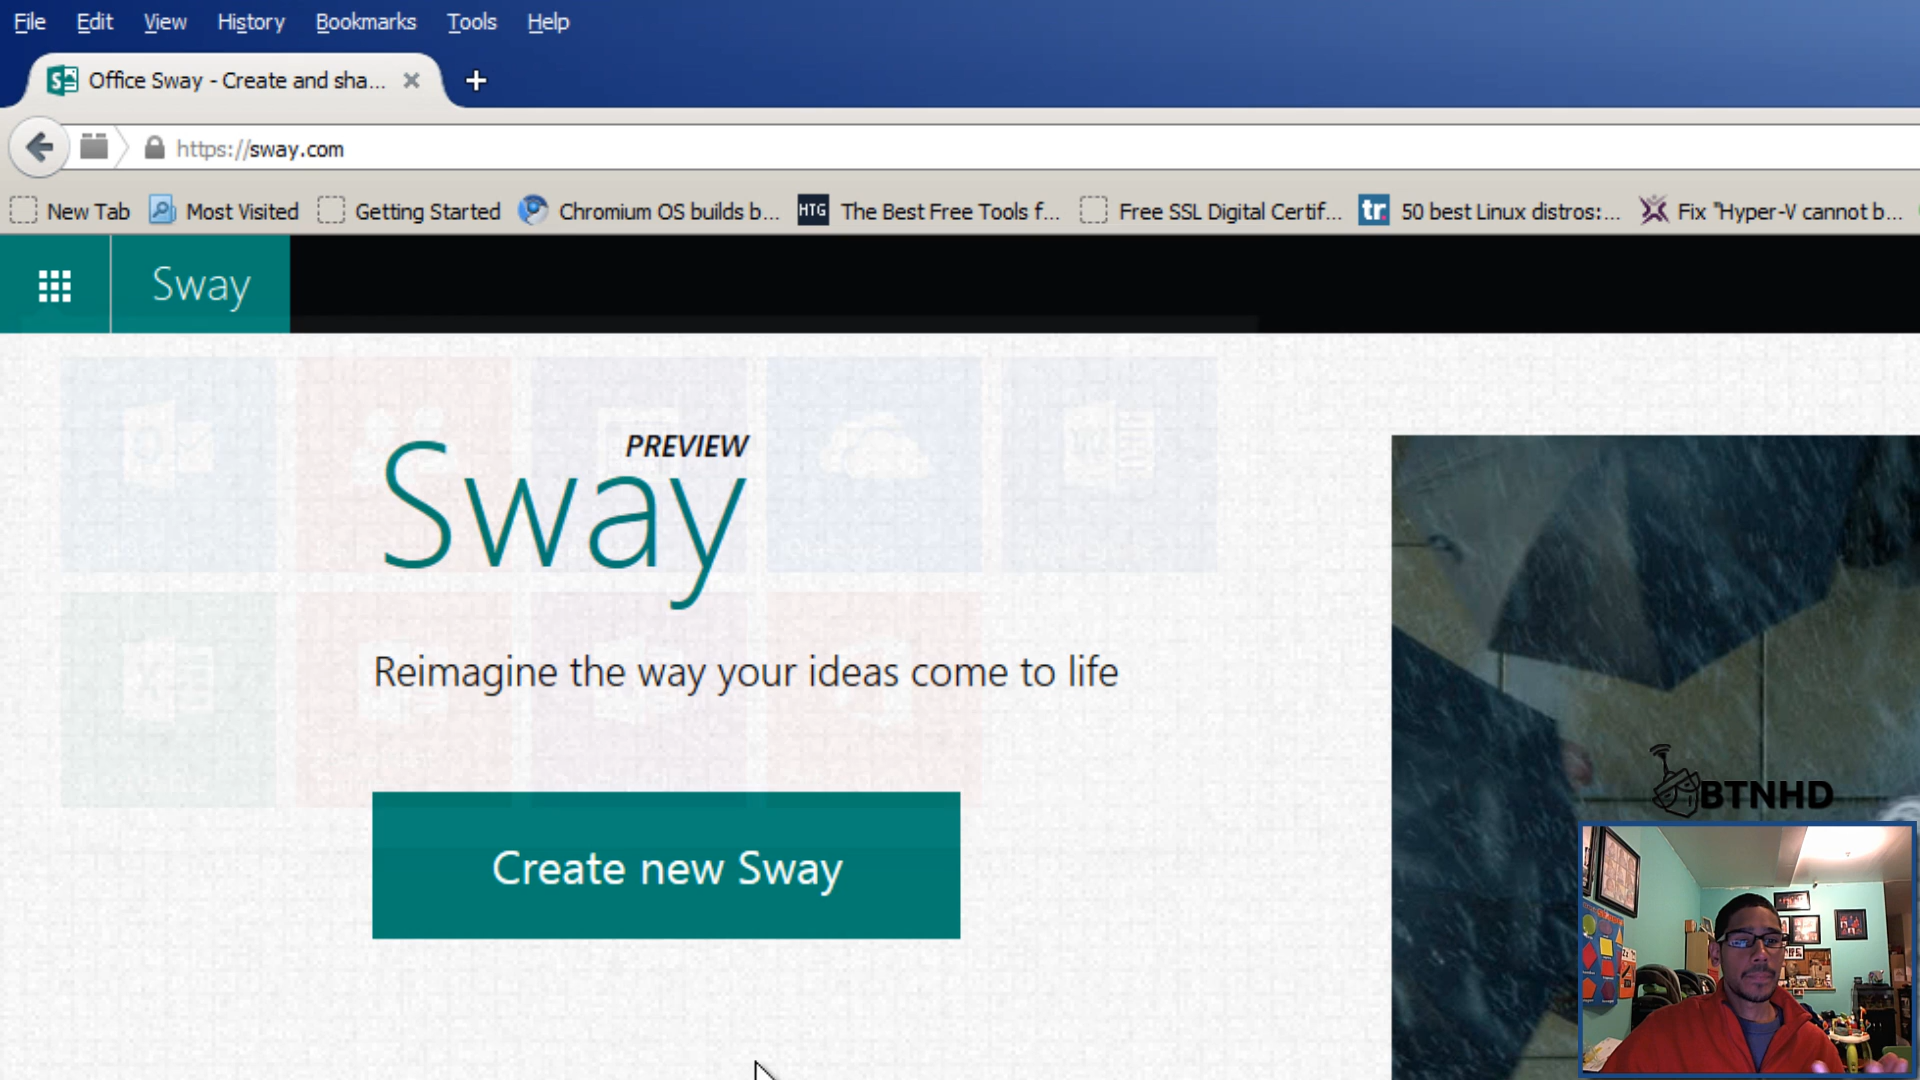 File Edit View History Bookmarks Tools Help
Office Sway - Create and sha...
https://sway.com
New Tab Most Visited Getting Started Chromium OS builds b... HTG The Best Free Tools f... Free SSL Digital Certif... tr. 50 best Linux distros:... Fix "Hyper-V cannot b...
Sway
PREVIEW
Sway
Reimagine the way your ideas come to life
Create new Sway
BTNHD